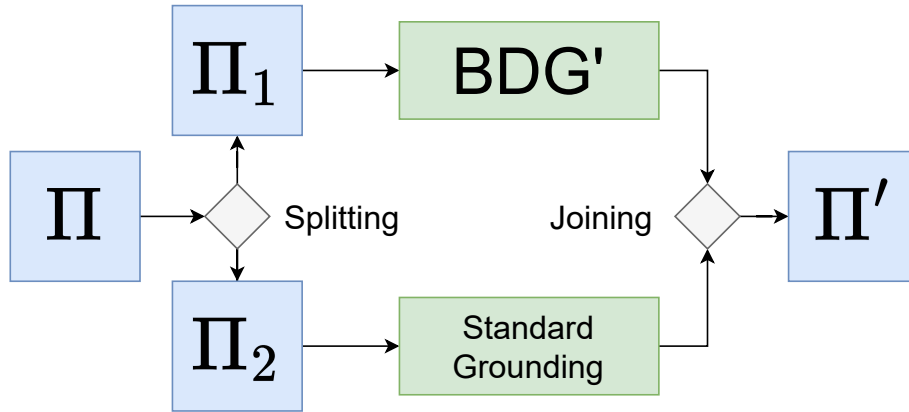 Π₁
BDG'
Π
Splitting
Joining
Π′
Π₂
Standard
Grounding